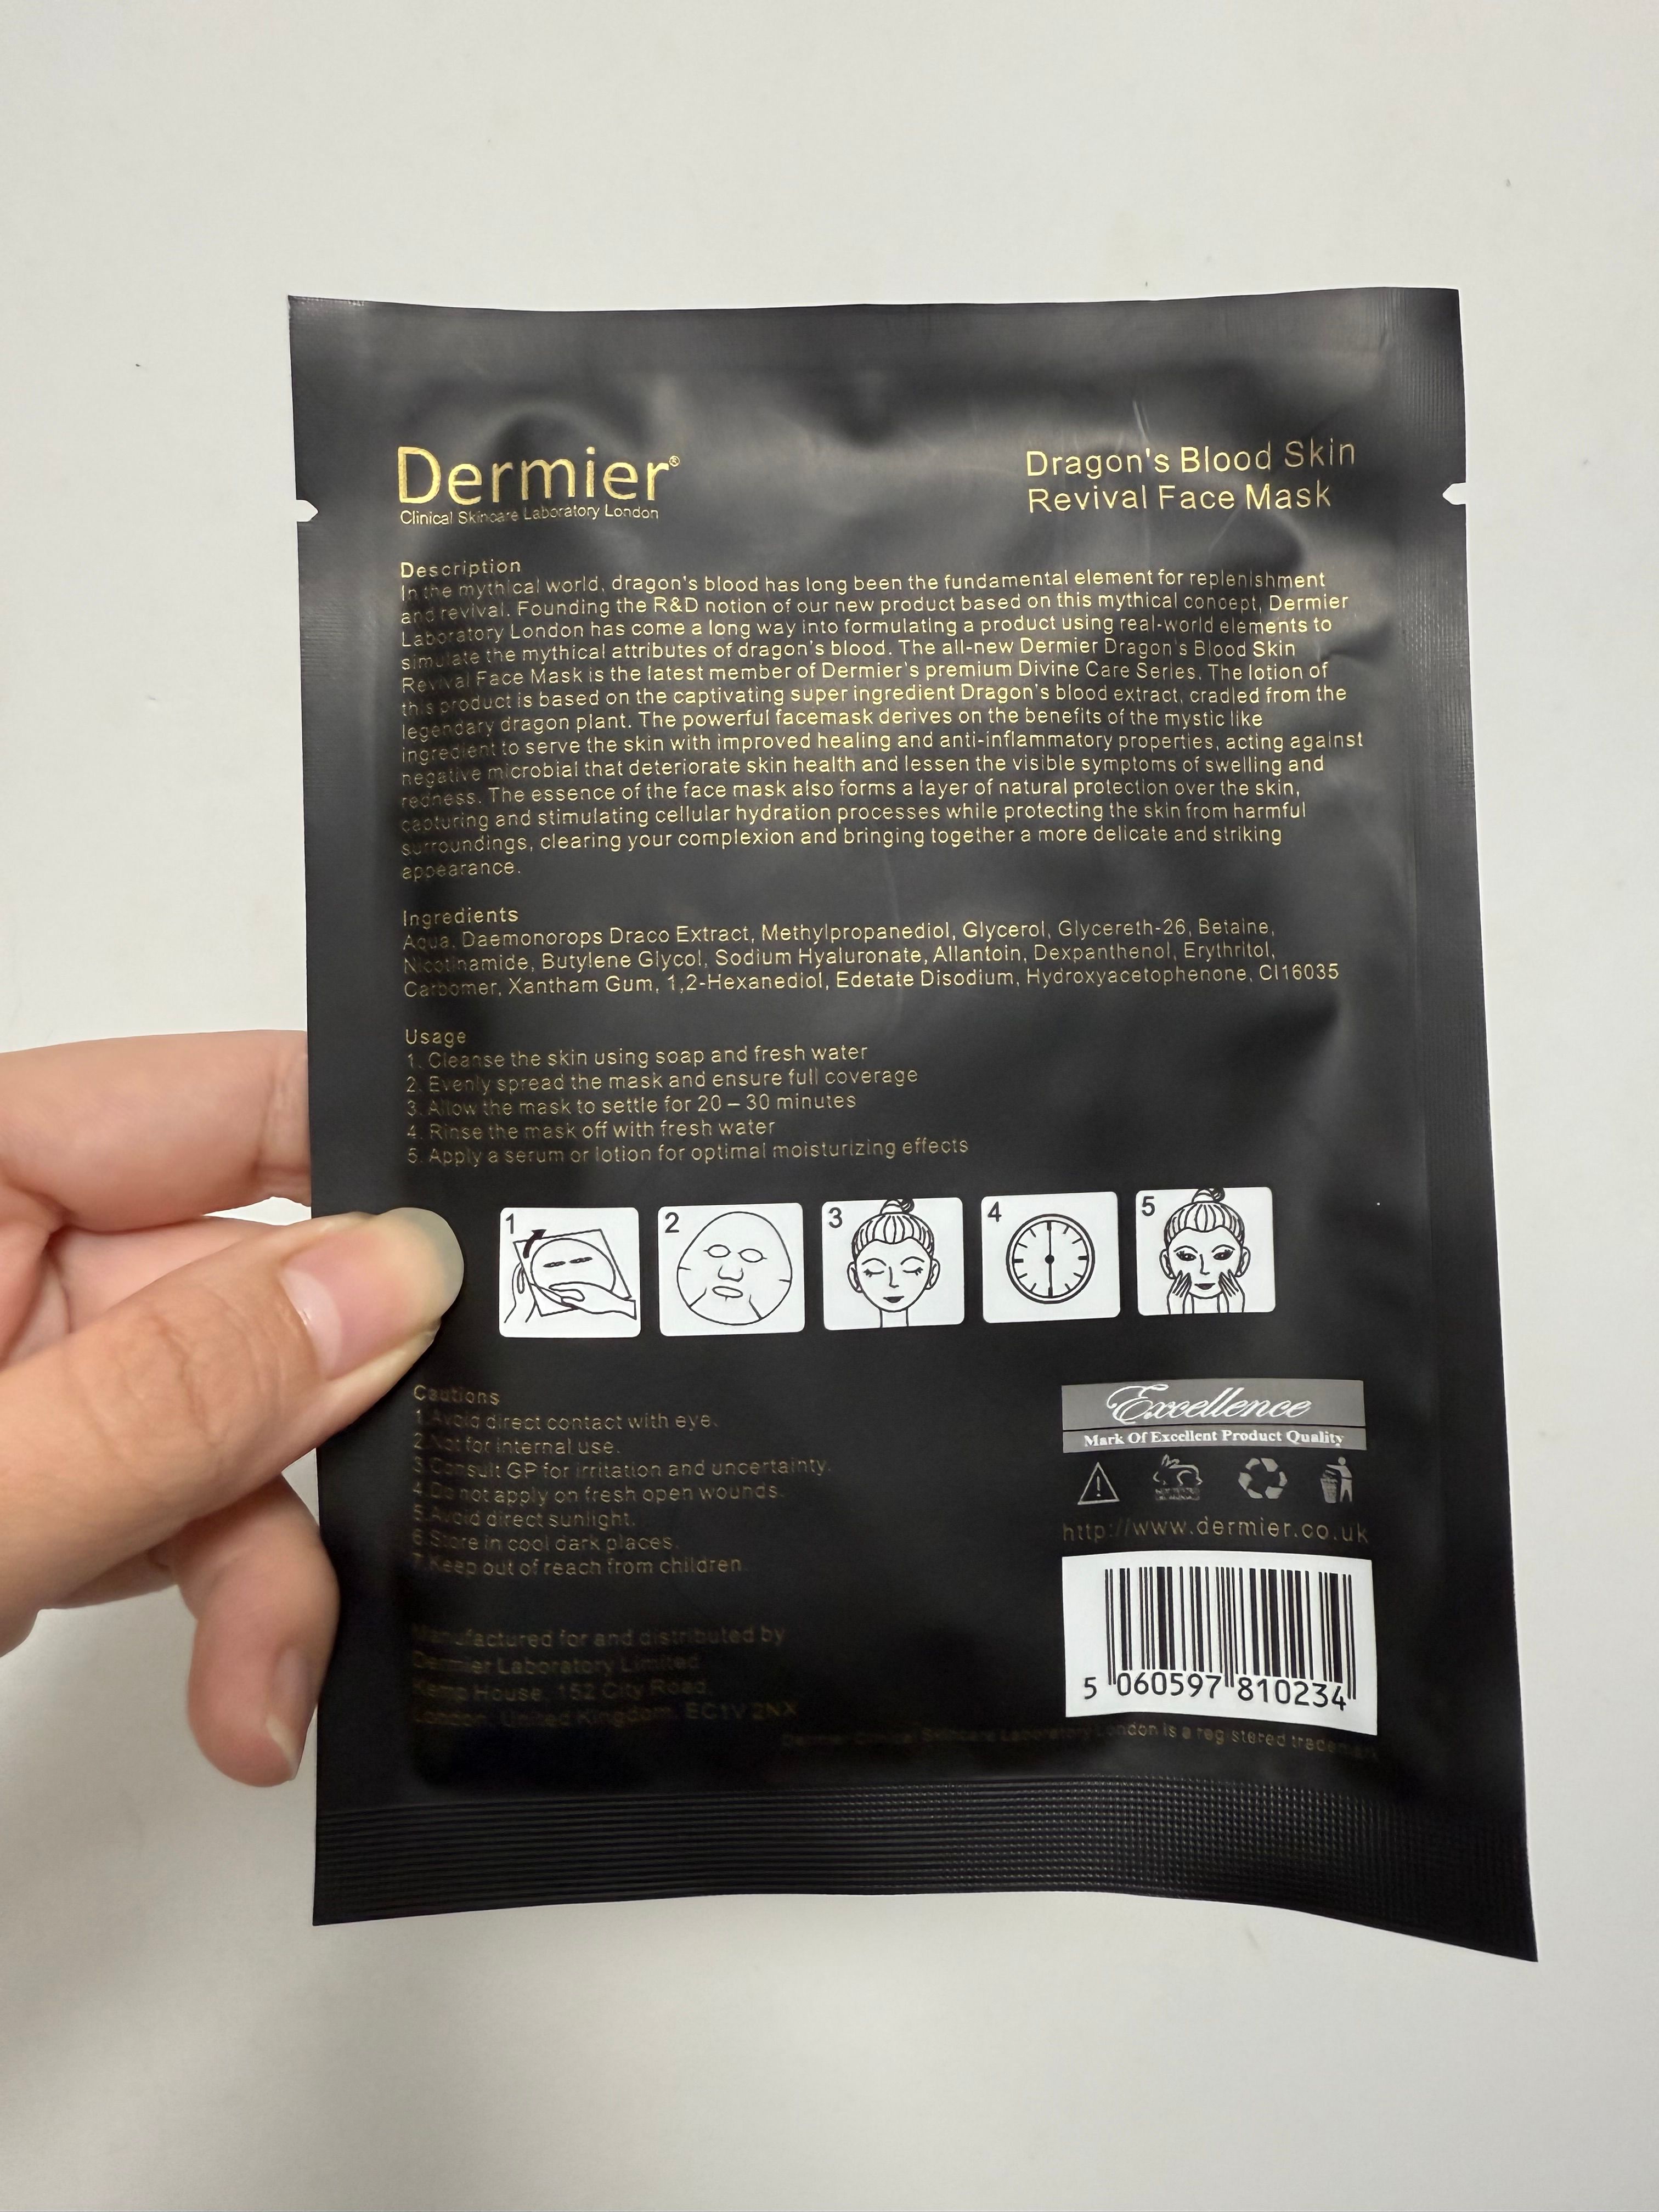 Dermier®
Clinical Skincare Laboratory London
Dragon's Blood Skin
Revival Face Mask
Description
In the mythical world, dragon's blood has long been the fundamental element for replenishment
and revival. Founding the R&D notion of our new product based on this mythical concept, Dermier
Laboratory London has come a long way into formulating a product using real-world elements to
simulate the mythical attributes of dragon's blood. The all-new Dermier Dragon's Blood Skin
Revival Face Mask is the latest member of Dermier's premium Divine Care Series. The lotion of
this product is based on the captivating super ingredient Dragon's blood extract, cradled from the
legendary dragon plant. The powerful facemask derives on the benefits of the mystic like
ingredient to serve the skin with improved healing and anti-inflammatory properties, acting against
negative microbial that deteriorate skin health and lessen the visible symptoms of swelling and
redness. The essence of the face mask also forms a layer of natural protection over the skin,
capturing and stimulating cellular hydration processes while protecting the skin from harmful
surroundings, clearing your complexion and bringing together a more delicate and striking
appearance.
Ingredients
Aqua, Daemonorops Draco Extract, Methylpropanediol, Glycerol, Glycereth-26, Betaine,
Nicotinamide, Butylene Glycol, Sodium Hyaluronate, Allantoin, Dexpanthenol, Erythritol,
Carbomer, Xantham Gum, 1,2-Hexanediol, Edetate Disodium, Hydroxyacetophenone, CI16035
Usage
1. Cleanse the skin using soap and fresh water
2. Evenly spread the mask and ensure full coverage
3. Allow the mask to settle for 20 – 30 minutes
4. Rinse the mask off with fresh water
5. Apply a serum or lotion for optimal moisturizing effects
1
2
3
4
5
Cautions
1.Avoid direct contact with eye.
2.Not for internal use.
3.Consult GP for irritation and uncertainty.
4.Do not apply on fresh open wounds.
5.Avoid direct sunlight.
6.Store in cool dark places.
7.Keep out of reach from children.
Excellence
Mark Of Excellent Product Quality
http://www.dermier.co.uk
5 060597 810234
Manufactured for and distributed by
Dermier Laboratory Limited
Kemp House, 152 City Road,
London, United Kingdom, EC1V 2NX
Dermier Clinical Skincare Laboratory London is a registered trademark